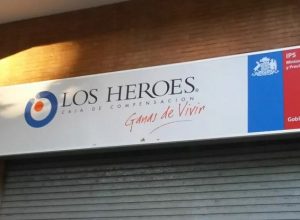 LOS HEROES
CAJA DE COMPENSACIÓN
Ganas de Vivir
IPS